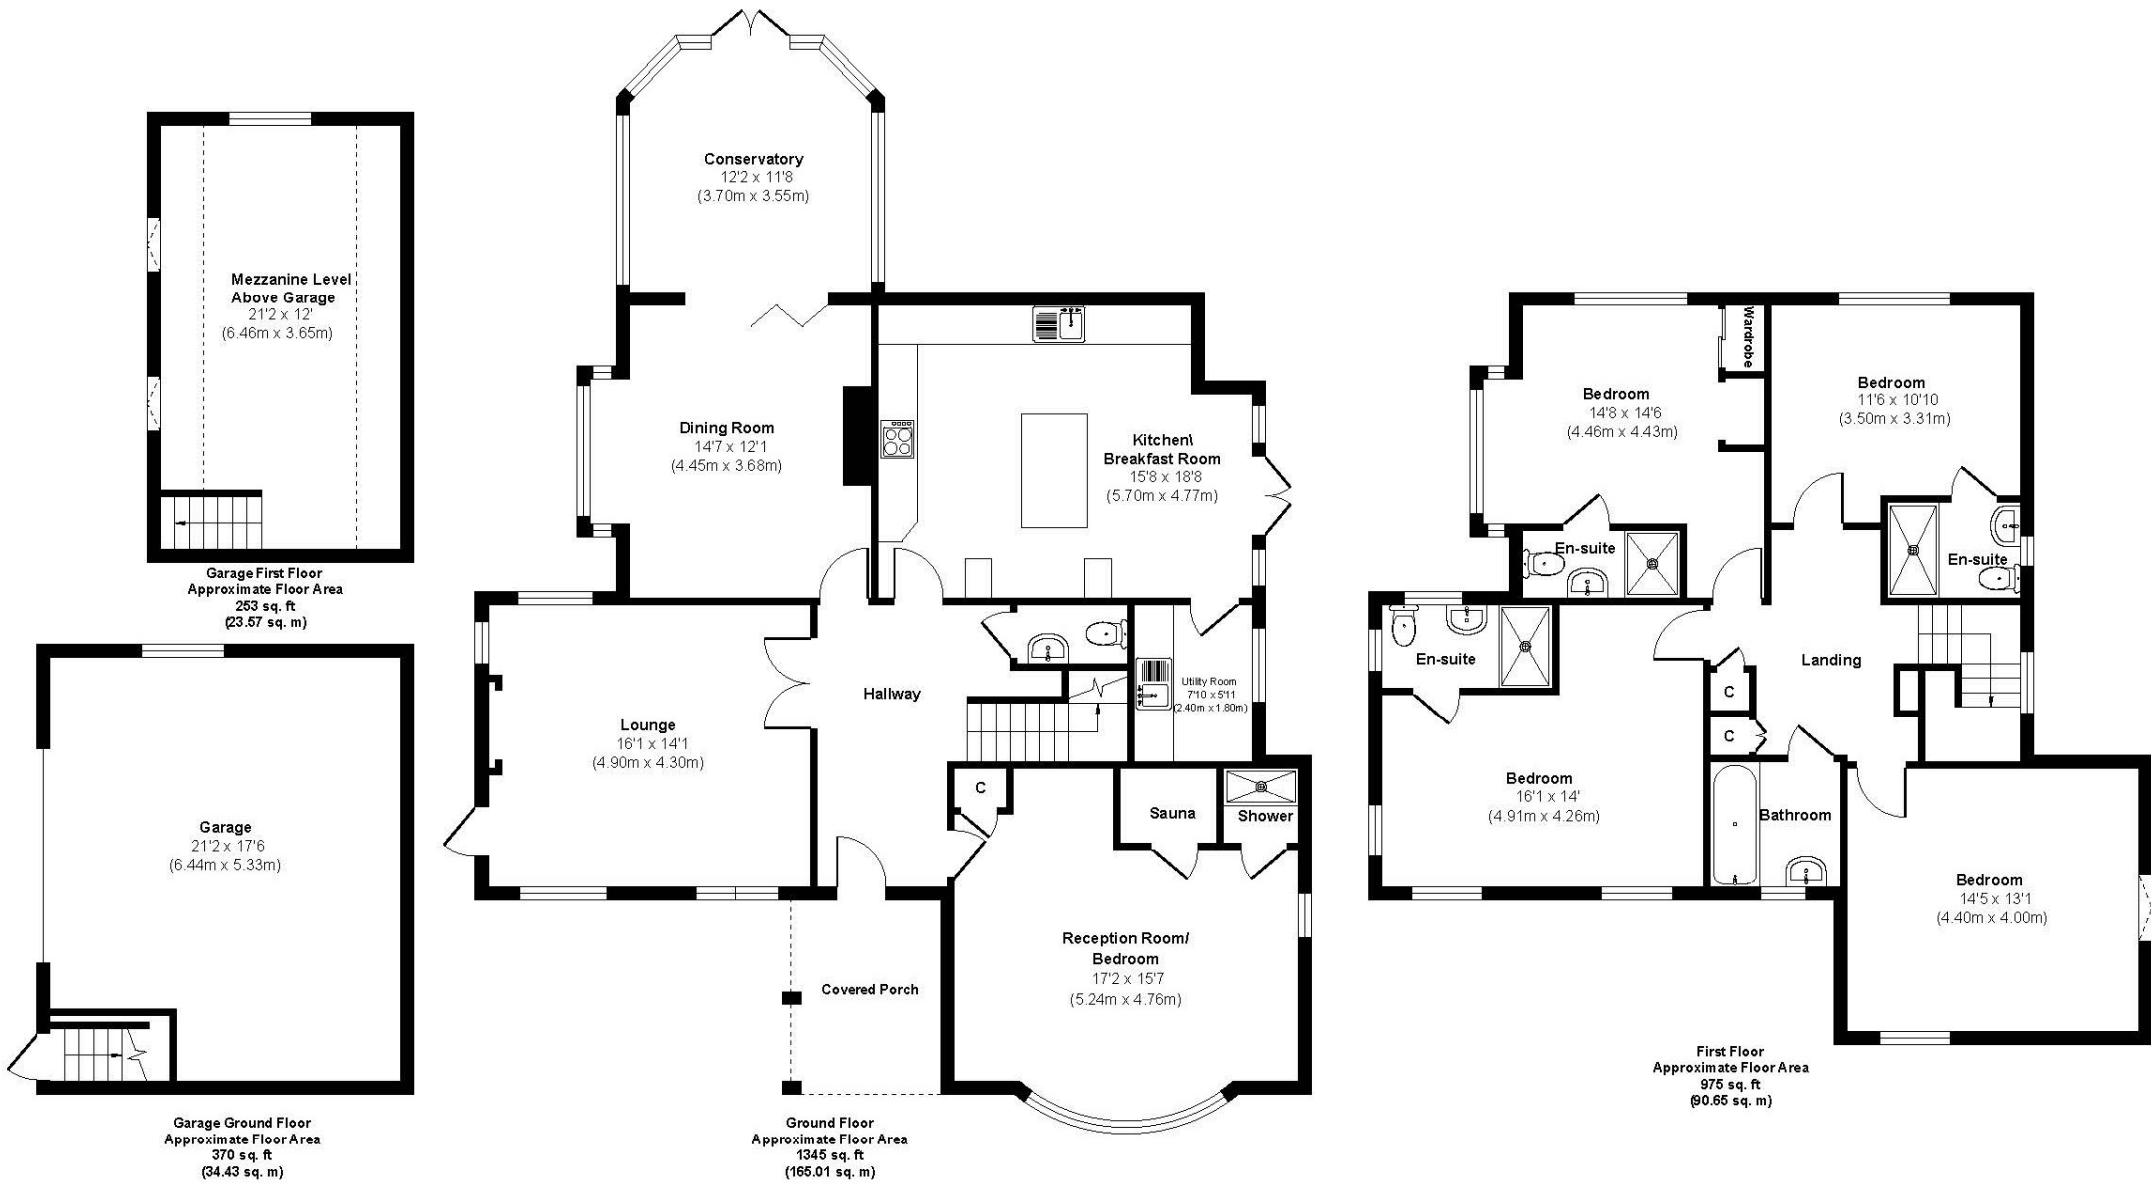 Mezzanine Level
Above Garage
21'2 x 12'
(6.46m x 3.65m)
Garage First Floor
Approximate Floor Area
253 sq. ft
(23.57 sq. m)
Garage
21'2 x 17'6
(6.44m x 5.33m)
Garage Ground Floor
Approximate Floor Area
370 sq. ft
(34.43 sq. m)
Conservatory
12'2 x 11'8
(3.70m x 3.55m)
Dining Room
14'7 x 12'1
(4.45m x 3.68m)
Kitchen\
Breakfast Room
15'8 x 18'8
(5.70m x 4.77m)
Lounge
16'1 x 14'1
(4.90m x 4.30m)
Hallway
Utility Room
7'10 x 5'11
(2.40m x 1.80m)
C
Sauna
Shower
Reception Room/
Bedroom
17'2 x 15'7
(5.24m x 4.76m)
Covered Porch
Ground Floor
Approximate Floor Area
1345 sq. ft
(165.01 sq. m)
Bedroom
14'8 x 14'6
(4.46m x 4.43m)
Wardrobe
Bedroom
11'6 x 10'10
(3.50m x 3.31m)
En-suite
En-suite
En-suite
Landing
C
C
Bedroom
16'1 x 14'
(4.91m x 4.26m)
Bathroom
Bedroom
14'5 x 13'1
(4.40m x 4.00m)
First Floor
Approximate Floor Area
975 sq. ft
(90.65 sq. m)